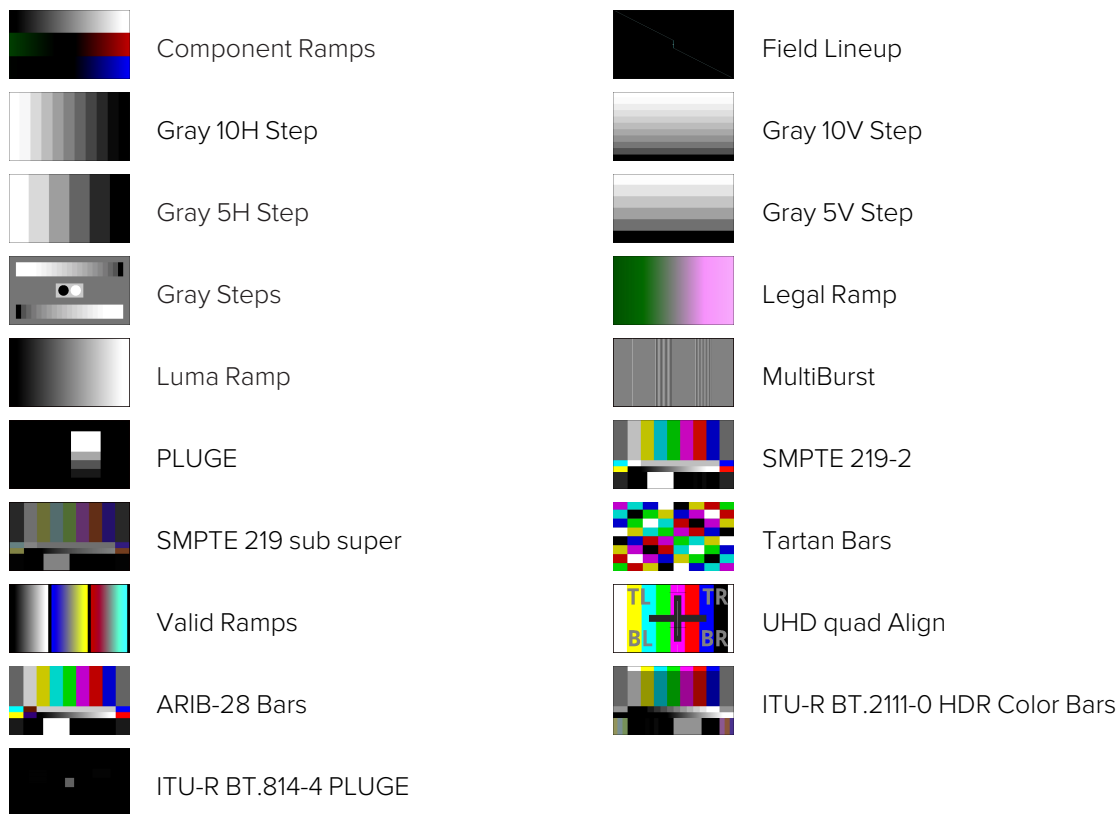 Component Ramps
Field Lineup
Gray 10H Step
Gray 10V Step
Gray 5H Step
Gray 5V Step
Gray Steps
Legal Ramp
Luma Ramp
MultiBurst
PLUGE
SMPTE 219-2
SMPTE 219 sub super
Tartan Bars
Valid Ramps
TL TR
BL BR
UHD quad Align
ARIB-28 Bars
ITU-R BT.2111-0 HDR Color Bars
ITU-R BT.814-4 PLUGE